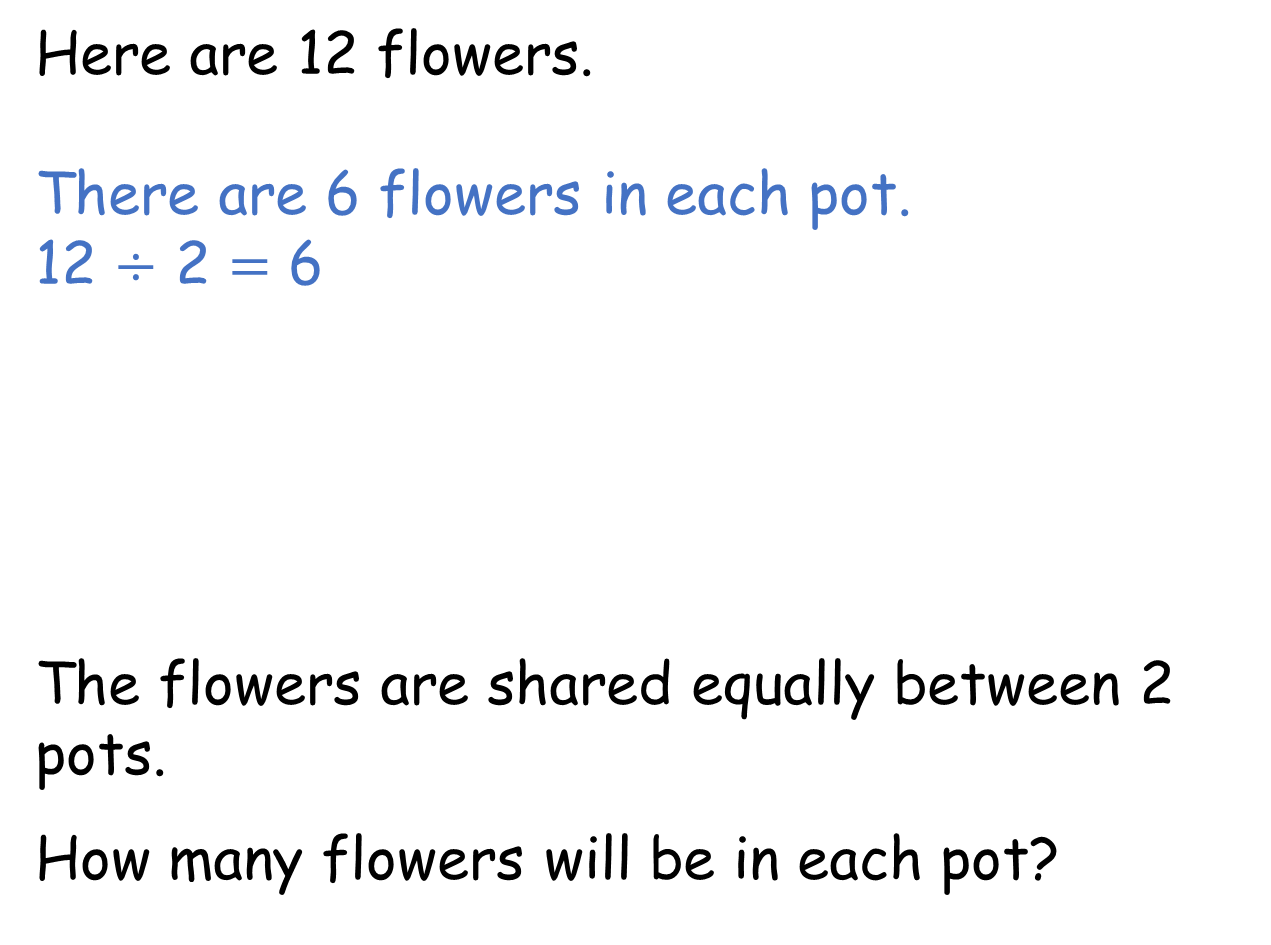 Here are 12 flowers.
There are 6 flowers in each pot.
12 ÷ 2 = 6
The flowers are shared equally between 2
pots.
How many flowers will be in each pot?